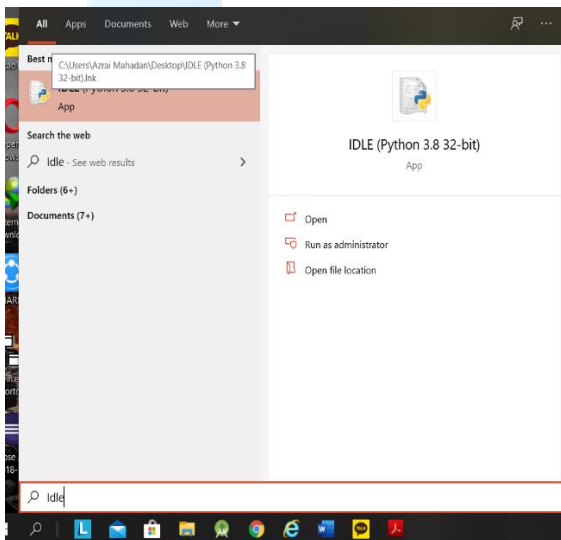 All Apps Documents Web More
Best
C:\Users\Azrai Mahadan\Desktop\IDLE (Python 3.8
32-bit).lnk
App
Search the web
Idle - See web results
Folders (6+)
Documents (7+)
IDLE (Python 3.8 32-bit)
App
Open
Run as administrator
Open file location
Idle